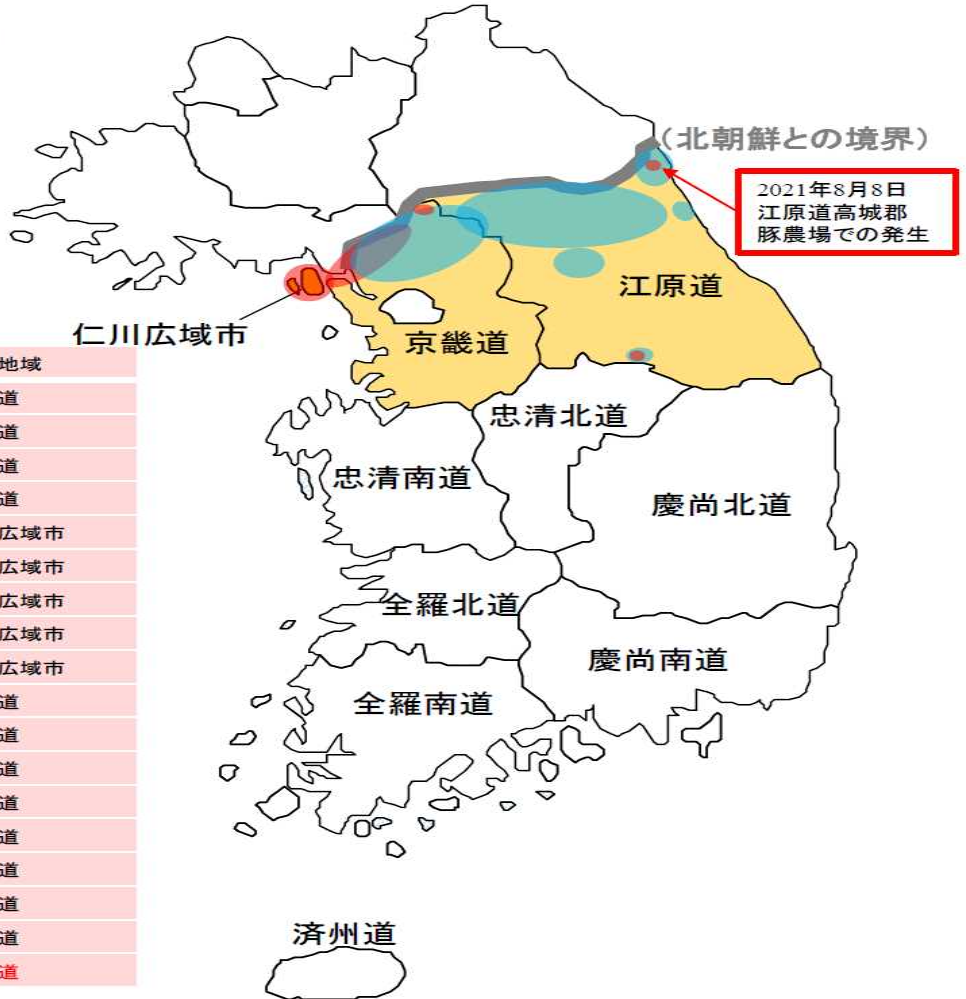 （北朝鮮との境界）
2021年8月8日
江原道高城郡
豚農場での発生
江原道
仁川広域市
京畿道
地域
道
道
道
道
広域市
広域市
広域市
広域市
広域市
道
道
道
道
道
道
道
道
道
忠清北道
忠清南道
慶尚北道
全羅北道
慶尚南道
全羅南道
済州道